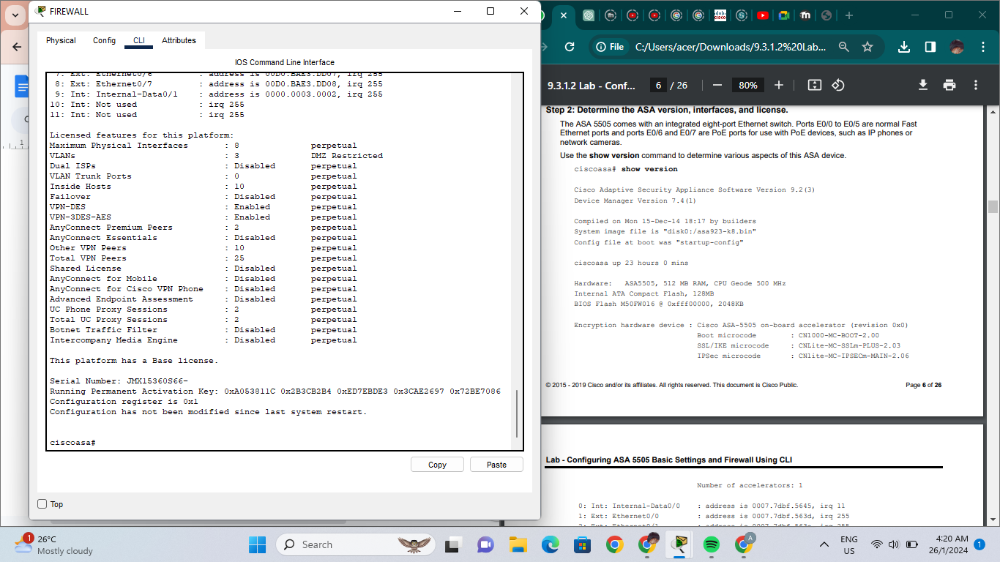 FIREWALL
Physical
Config
CLI
Attributes
IOS Command Line Interface
7: Ext: Ethernet0/6 : address is 00D0.BAE3.DD07, irq 255
8: Ext: Ethernet0/7 : address is 00D0.BAE3.DD08, irq 255
9: Int: Internal-Data0/1 : address is 0000.0003.0002, irq 255
10: Int: Not used : irq 255
11: Int: Not used : irq 255
Licensed features for this platform:
Maximum Physical Interfaces : 8 perpetual
VLANs : 3 DMZ Restricted
Dual ISPs : Disabled perpetual
VLAN Trunk Ports : 0 perpetual
Inside Hosts : 10 perpetual
Failover : Disabled perpetual
VPN-DES : Enabled perpetual
VPN-3DES-AES : Enabled perpetual
AnyConnect Premium Peers : 2 perpetual
AnyConnect Essentials : Disabled perpetual
Other VPN Peers : 10 perpetual
Total VPN Peers : 25 perpetual
Shared License : Disabled perpetual
AnyConnect for Mobile : Disabled perpetual
AnyConnect for Cisco VPN Phone : Disabled perpetual
Advanced Endpoint Assessment : Disabled perpetual
UC Phone Proxy Sessions : 2 perpetual
Total UC Proxy Sessions : 2 perpetual
Botnet Traffic Filter : Disabled perpetual
Intercompany Media Engine : Disabled perpetual
This platform has a Base license.
Serial Number: JMX15360S66-
Running Permanent Activation Key: 0xA053811C 0x2B3CB2B4 0xED7EBDE3 0x3CAE2697 0x72BE7086
Configuration register is 0x1
Configuration has not been modified since last system restart.
ciscoasa#
Copy
Paste
Top
File
C:/Users/acer/Downloads/9.3.1.2%20Lab...
9.3.1.2 Lab - Conf...
6 / 26
80%
Step 2: Determine the ASA version, interfaces, and license.
The ASA 5505 comes with an integrated eight-port Ethernet switch. Ports E0/0 to E0/5 are normal Fast
Ethernet ports and ports E0/6 and E0/7 are PoE ports for use with PoE devices, such as IP phones or
network cameras.
Use the show version command to determine various aspects of this ASA device.
ciscoasa# show version
Cisco Adaptive Security Appliance Software Version 9.2(3)
Device Manager Version 7.4(1)
Compiled on Mon 15-Dec-14 18:17 by builders
System image file is "disk0:/asa923-k8.bin"
Config file at boot was "startup-config"
ciscoasa up 23 hours 0 mins
Hardware: ASA5505, 512 MB RAM, CPU Geode 500 MHz
Internal ATA Compact Flash, 128MB
BIOS Flash M50FW016 @ 0xfff00000, 2048KB
Encryption hardware device : Cisco ASA-5505 on-board accelerator (revision 0x0)
Boot microcode : CN1000-MC-BOOT-2.00
SSL/IKE microcode : CNLite-MC-SSLm-PLUS-2.03
IPSec microcode : CNlite-MC-IPSECm-MAIN-2.06
© 2015 - 2019 Cisco and/or its affiliates. All rights reserved. This document is Cisco Public.
Page 6 of 26
Lab - Configuring ASA 5505 Basic Settings and Firewall Using CLI
Number of accelerators: 1
0: Int: Internal-Data0/0 : address is 0007.7dbf.5645, irq 11
1: Ext: Ethernet0/0 : address is 0007.7dbf.563d, irq 255
1
26°C
Mostly cloudy
Search
ENG
US
4:20 AM
26/1/2024
1